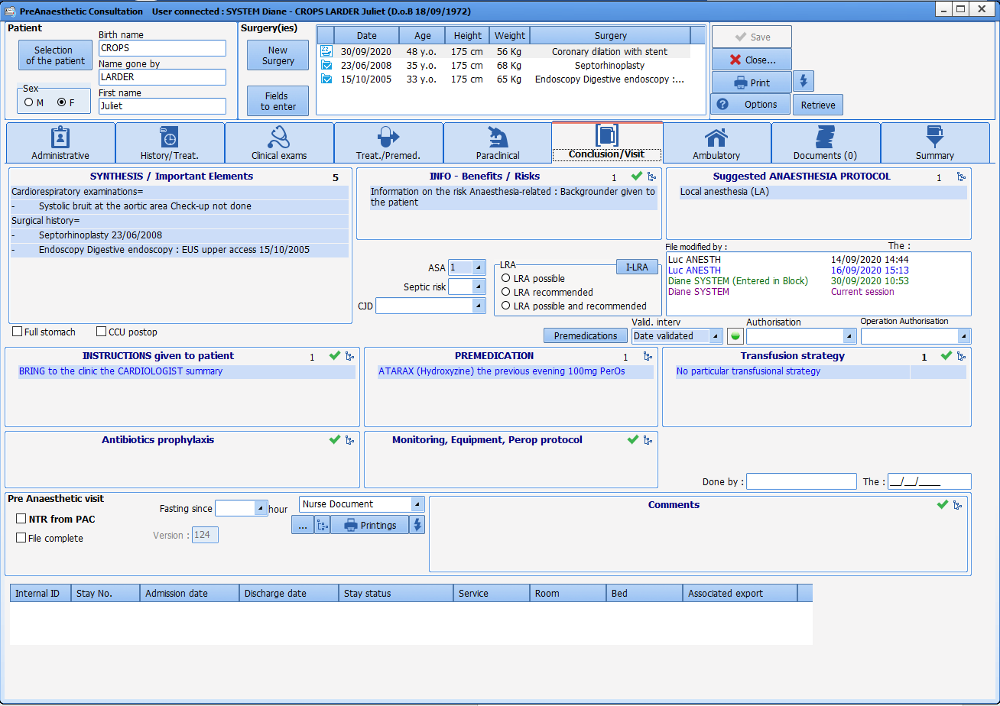 PreAnaesthetic Consultation User connected : SYSTEM Diane - CROPS LARDER Juliet (D.o.B 18/09/1972)
Patient
Selection
of the patient
Sex
M F
Birth name
CROPS
Name gone by
LARDER
First name
Juliet
Surgery(ies)
New
Surgery
Fields
to enter
Date Age Height Weight Surgery
30/09/2020 48 y.o. 175 cm 56 Kg Coronary dilation with stent
23/06/2008 35 y.o. 175 cm 68 Kg Septorhinoplasty
15/10/2005 33 y.o. 175 cm 65 Kg Endoscopy Digestive endoscopy :...
Save
Close...
Print
Options
Retrieve
Administrative
History/Treat.
Clinical exams
Treat./Premed.
Paraclinical
Conclusion/Visit
Ambulatory
Documents (0)
Summary
SYNTHESIS / Important Elements 5
Cardiorespiratory examinations=
- Systolic bruit at the aortic area Check-up not done
Surgical history=
- Septorhinoplasty 23/06/2008
- Endoscopy Digestive endoscopy : EUS upper access 15/10/2005
Full stomach
CCU postop
INFO - Benefits / Risks 1
Information on the risk Anaesthesia-related : Backgrounder given to
the patient
Suggested ANAESTHESIA PROTOCOL 1
Local anesthesia (LA)
ASA 1
Septic risk
CJD
LRA
I-LRA
LRA possible
LRA recommended
LRA possible and recommended
File modified by : The :
Luc ANESTH 14/09/2020 14:44
Luc ANESTH 16/09/2020 15:13
Diane SYSTEM (Entered in Block) 30/09/2020 10:53
Diane SYSTEM Current session
Premedications
Valid. interv
Date validated
Authorisation
Operation Authorisation
INSTRUCTIONS given to patient 1
BRING to the clinic the CARDIOLOGIST summary
PREMEDICATION 1
ATARAX (Hydroxyzine) the previous evening 100mg PerOs
Transfusion strategy 1
No particular transfusional strategy
Antibiotics prophylaxis
Monitoring, Equipment, Perop protocol
Done by :
The : __/__/____
Pre Anaesthetic visit
NTR from PAC
File complete
Fasting since hour
Version : 124
Nurse Document
...
Printings
Comments
Internal ID Stay No. Admission date Discharge date Stay status Service Room Bed Associated export